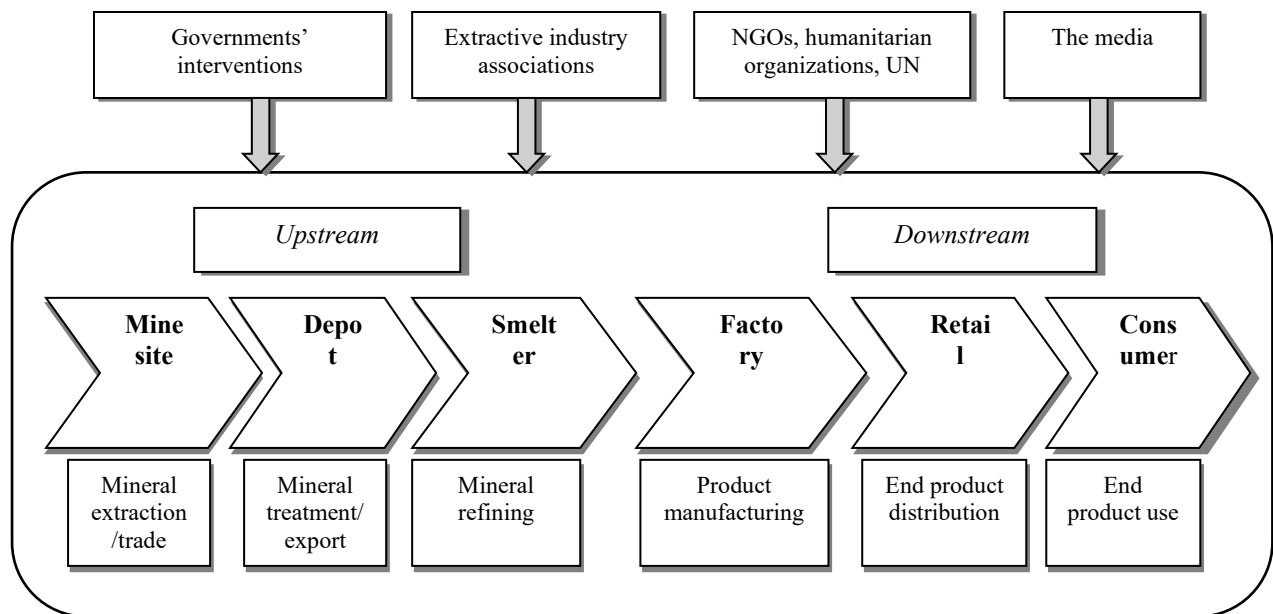 Governments’
interventions
Extractive industry
associations
NGOs, humanitarian
organizations, UN
The media
Upstream
Downstream
Mine
site
Depo
t
Smelt
er
Facto
ry
Retai
l
Cons
umer
Mineral
extraction
/trade
Mineral
treatment/
export
Mineral
refining
Product
manufacturing
End product
distribution
End
product use